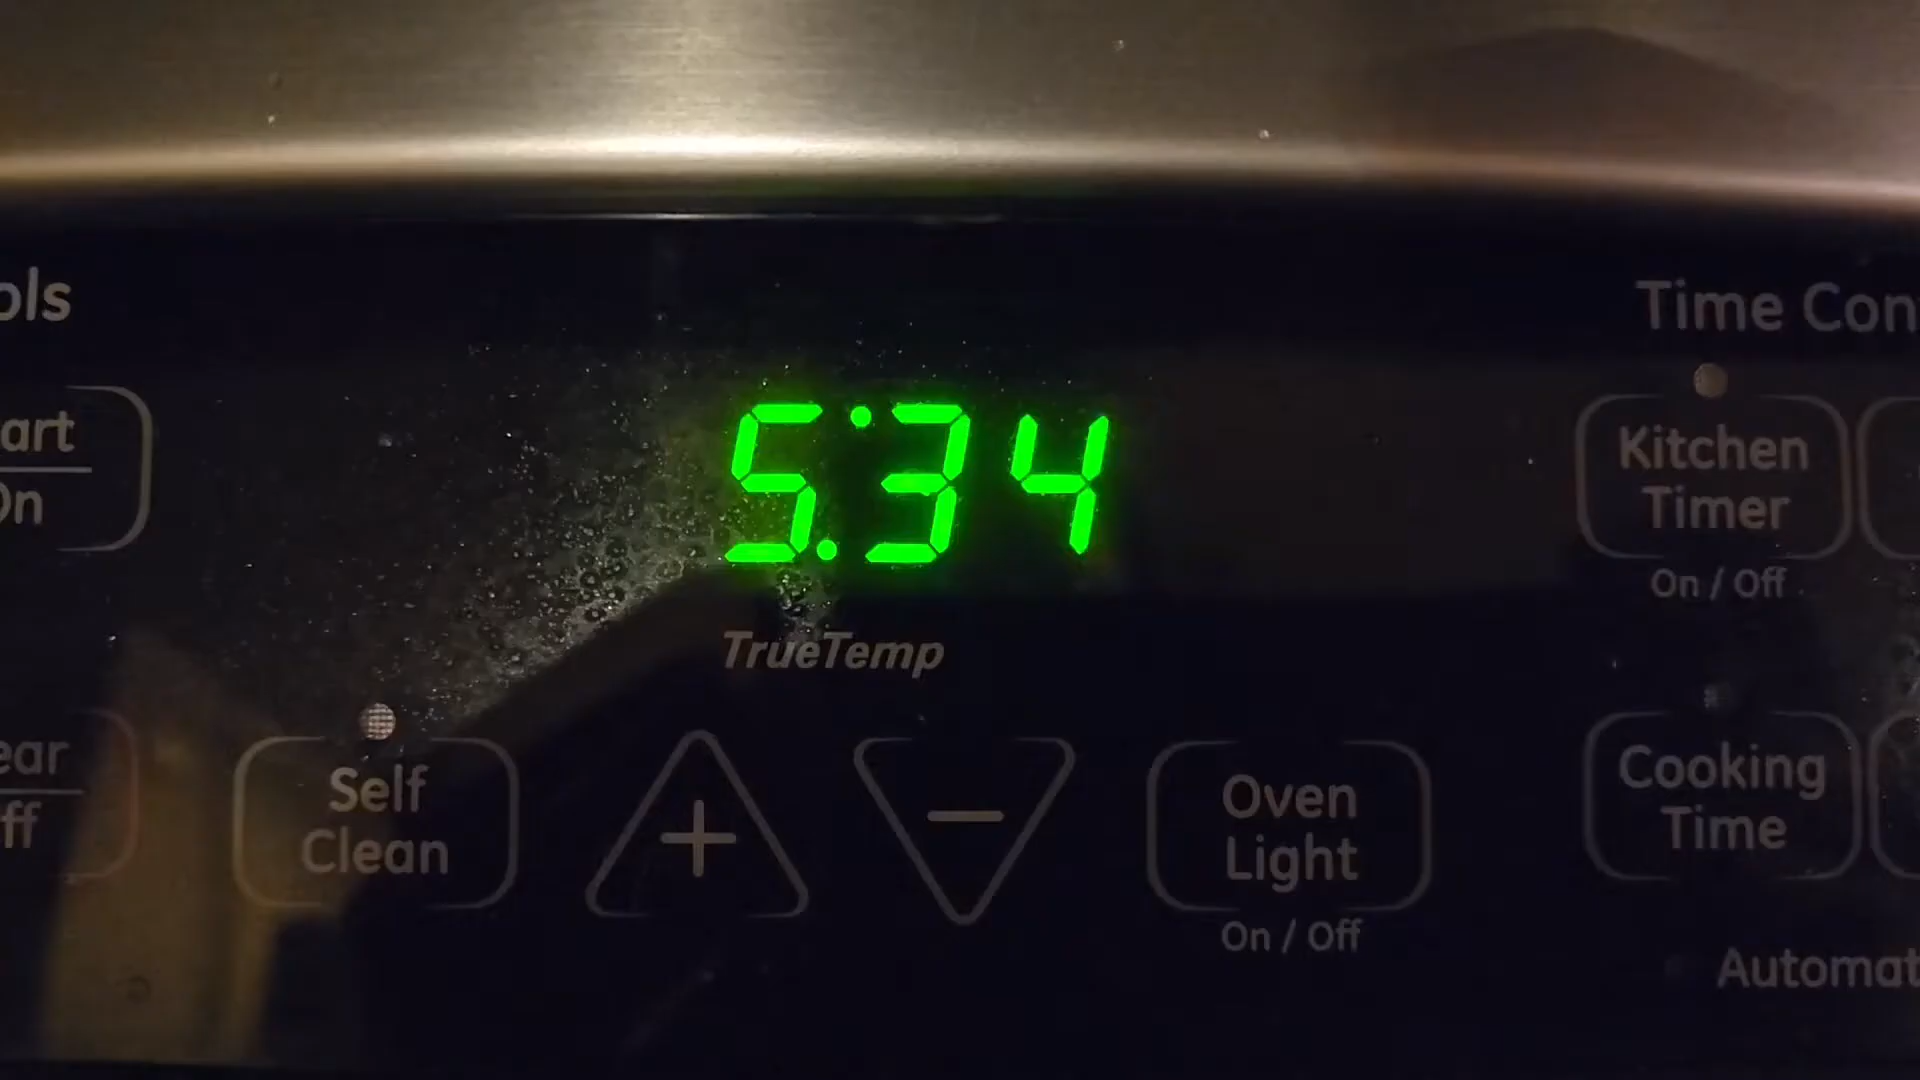 ols
Time Con
art
On
5:34
Kitchen
Timer
On / Off
TrueTemp
ear
ff
Self
Clean
+
−
Oven
Light
On / Off
Cooking
Time
Automat